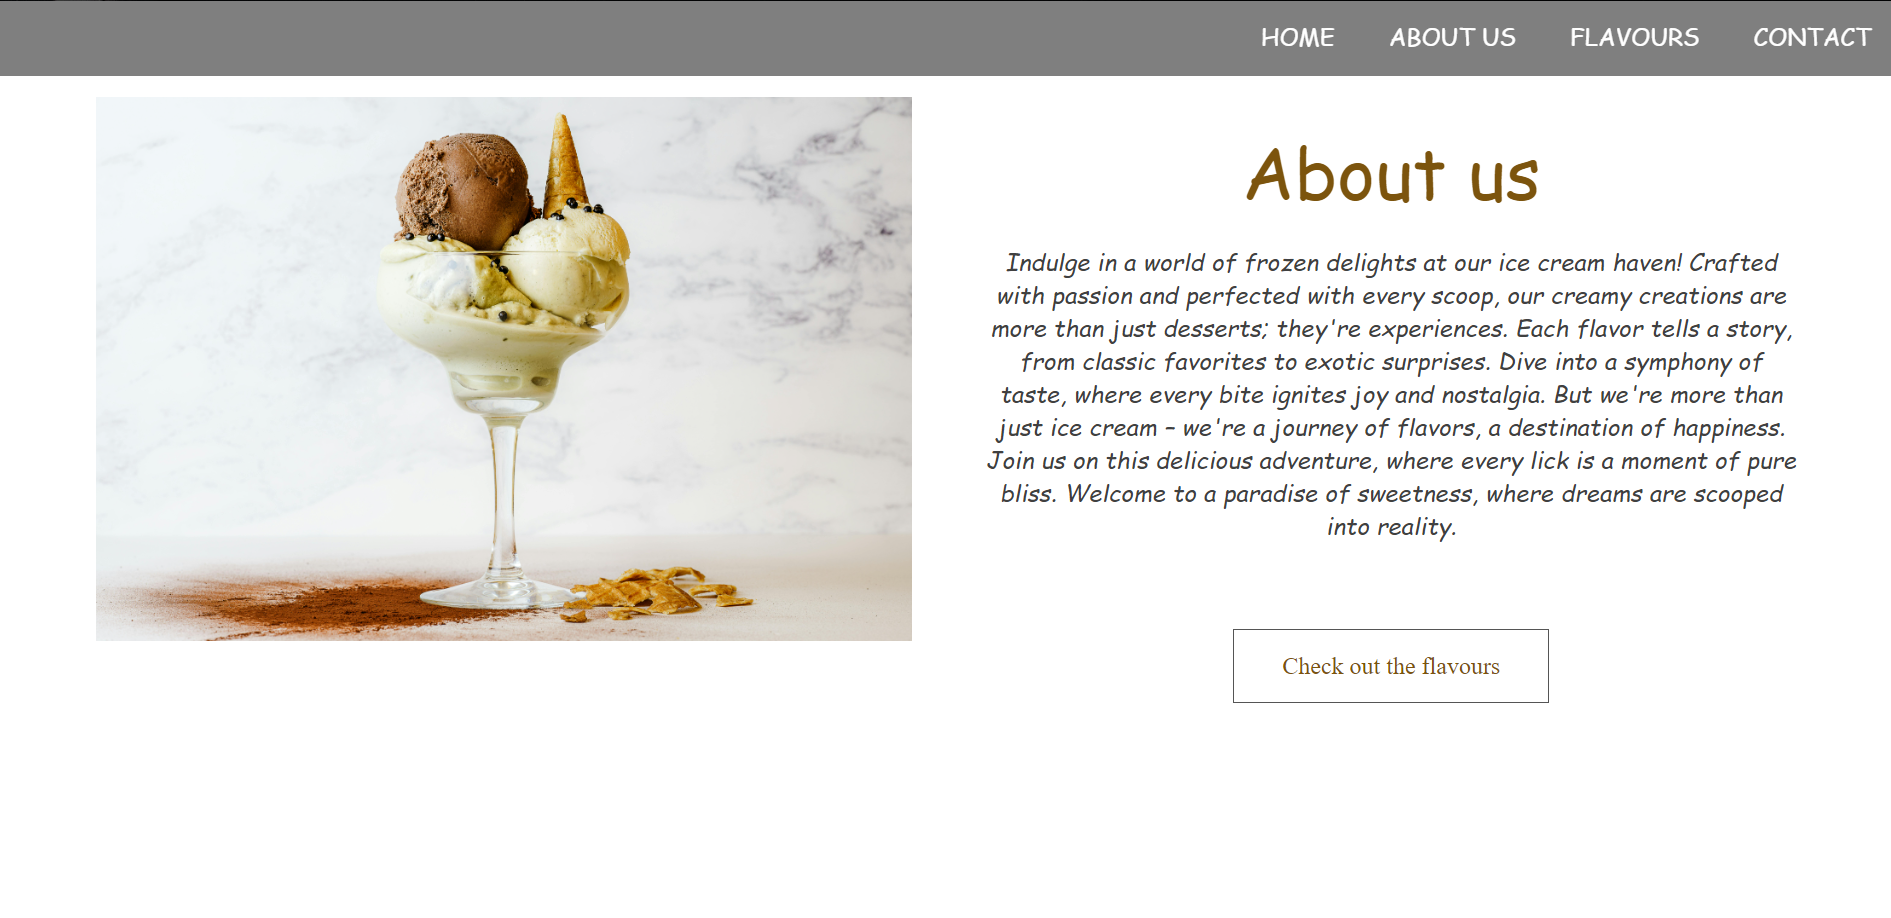 HOME ABOUT US FLAVOURS CONTACT
About us
Indulge in a world of frozen delights at our ice cream haven! Crafted
with passion and perfected with every scoop, our creamy creations are
more than just desserts; they're experiences. Each flavor tells a story,
from classic favorites to exotic surprises. Dive into a symphony of
taste, where every bite ignites joy and nostalgia. But we're more than
just ice cream – we're a journey of flavors, a destination of happiness.
Join us on this delicious adventure, where every lick is a moment of pure
bliss. Welcome to a paradise of sweetness, where dreams are scooped
into reality.
Check out the flavours